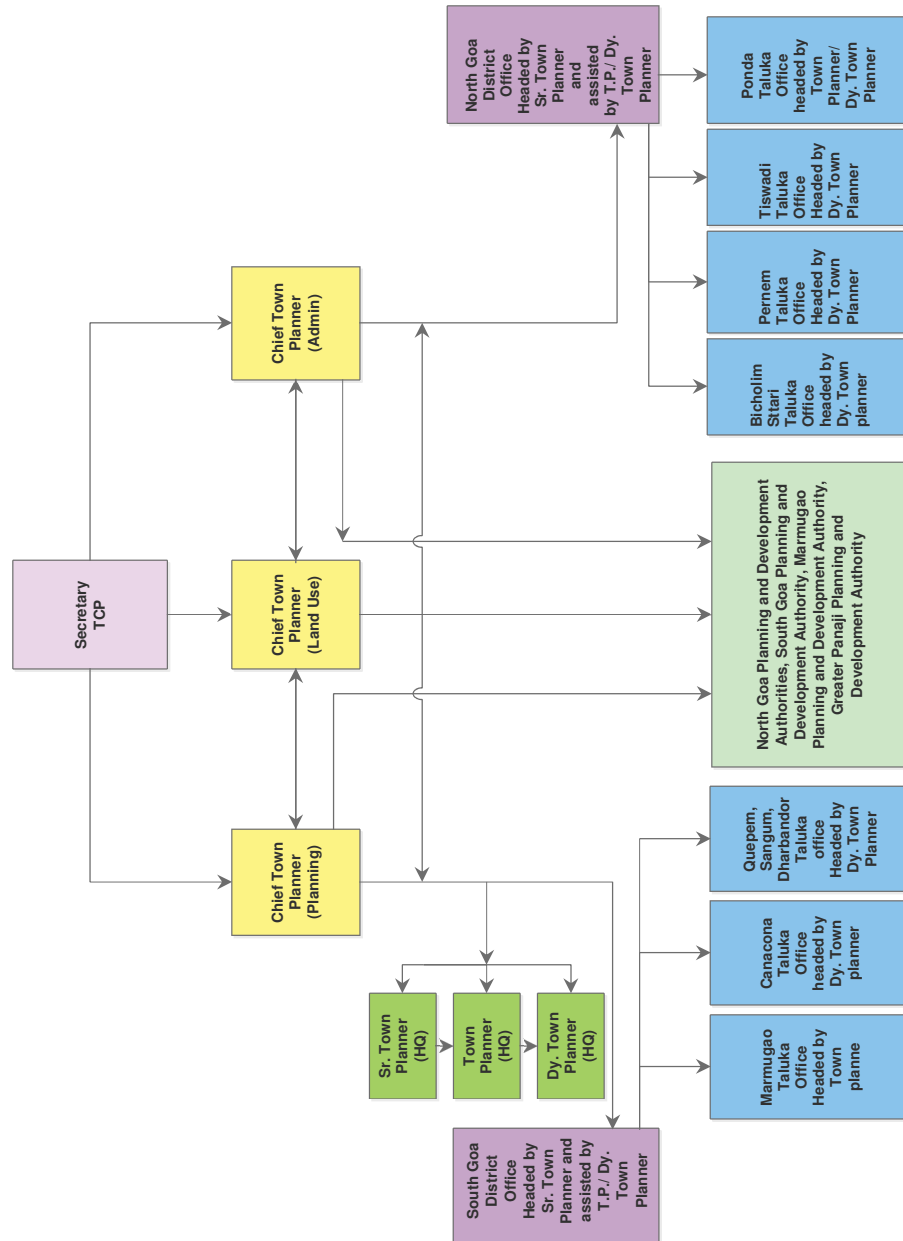 Secretary
TCP
Chief Town
Planner
(Planning)
Chief Town
Planner
(Land Use)
Chief Town
Planner
(Admin)
Sr. Town
Planner
(HQ)
Town
Planner
(HQ)
Dy. Town
Planner
(HQ)
South Goa
District
Office
Headed by
Sr. Town
Planner and
assisted by
T.P./ Dy.
Town
Planner
North Goa
District
Office
Headed by
Sr. Town
Planner
and
assisted
by T.P./ Dy.
Town
Planner
Marmugao
Taluka
Office
Headed by
Town
planne
Canacona
Taluka
Office
headed by
Dy. Town
planner
Quepem,
Sangum,
Dharbandor
Taluka
office
Headed by
Dy. Town
Planner
North Goa Planning and Development
Authorities, South Goa Planning and
Development Authority, Marmugao
Planning and Development Authority,
Greater Panaji Planning and
Development Authority
Bicholim
Sttari
Taluka
Office
headed by
Dy. Town
planner
Pernem
Taluka
Office
Headed by
Dy. Town
Planner
Tiswadi
Taluka
Office
Headed by
Dy. Town
Planner
Ponda
Taluka
Office
headed by
Town
Planner/
Dy. Town
Planner